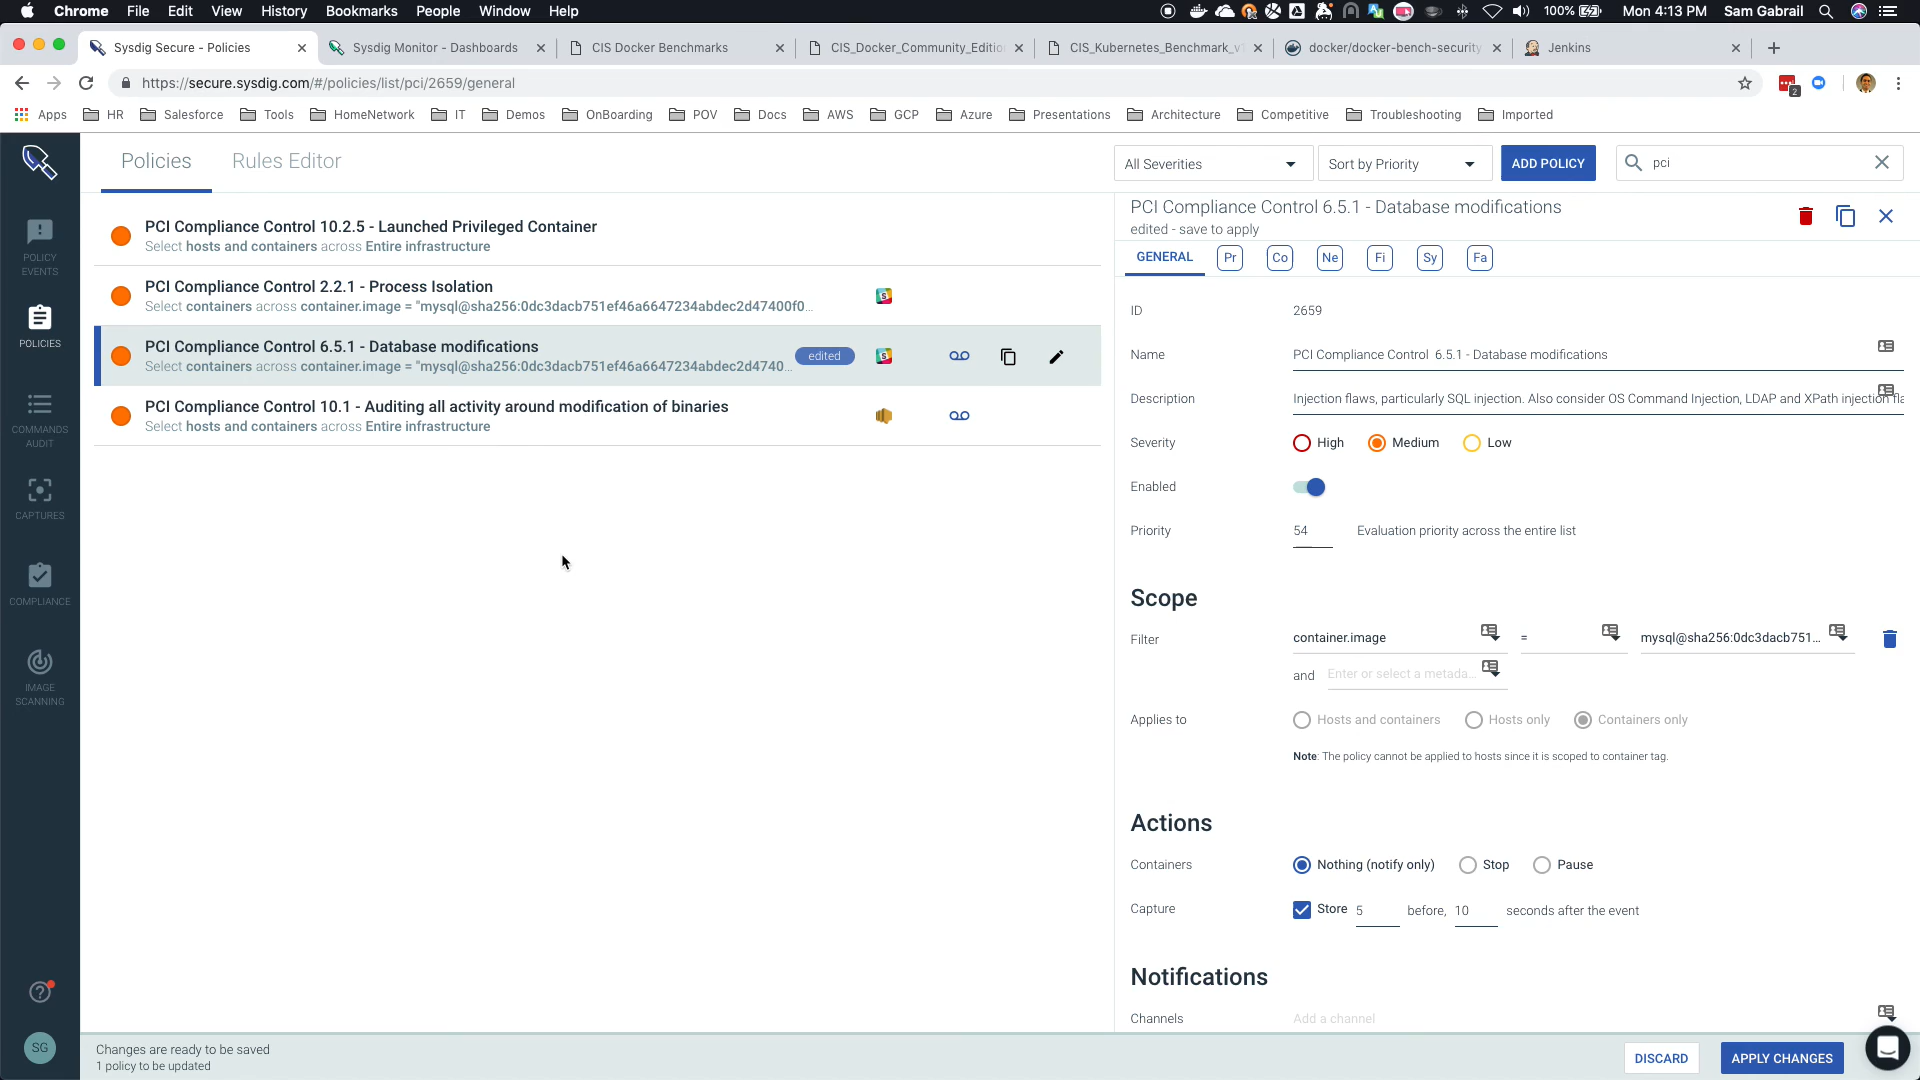 Chrome File Edit View History Bookmarks People Window Help 100% Mon 4:13 PM Sam Gabrail
Sysdig Secure - Policies Sysdig Monitor - Dashboards CIS Docker Benchmarks CIS_Docker_Community_Editio CIS_Kubernetes_Benchmark_v docker/docker-bench-security Jenkins
https://secure.sysdig.com/#/policies/list/pci/2659/general 2
Apps HR Salesforce Tools HomeNetwork IT Demos OnBoarding POV Docs AWS GCP Azure Presentations Architecture Competitive Troubleshooting Imported
POLICY
EVENTS
POLICIES
COMMANDS
AUDIT
CAPTURES
COMPLIANCE
IMAGE
SCANNING
SG
Policies Rules Editor
All Severities Sort by Priority ADD POLICY pci
PCI Compliance Control 10.2.5 - Launched Privileged Container
Select hosts and containers across Entire infrastructure
PCI Compliance Control 2.2.1 - Process Isolation
Select containers across container.image = "mysql@sha256:0dc3dacb751ef46a6647234abdec2d47400f0...
PCI Compliance Control 6.5.1 - Database modifications
Select containers across container.image = "mysql@sha256:0dc3dacb751ef46a6647234abdec2d4740... edited
PCI Compliance Control 10.1 - Auditing all activity around modification of binaries
Select hosts and containers across Entire infrastructure
PCI Compliance Control 6.5.1 - Database modifications
edited - save to apply
GENERAL Pr Co Ne Fi Sy Fa
ID 2659
Name PCI Compliance Control 6.5.1 - Database modifications
Description Injection flaws, particularly SQL injection. Also consider OS Command Injection, LDAP and XPath injection fla
Severity High Medium Low
Enabled
Priority 54 Evaluation priority across the entire list
Scope
Filter container.image = mysql@sha256:0dc3dacb751...
and Enter or select a metada...
Applies to Hosts and containers Hosts only Containers only
Note: The policy cannot be applied to hosts since it is scoped to container tag.
Actions
Containers Nothing (notify only) Stop Pause
Capture Store 5 before, 10 seconds after the event
Notifications
Channels Add a channel
Changes are ready to be saved
1 policy to be updated
DISCARD APPLY CHANGES